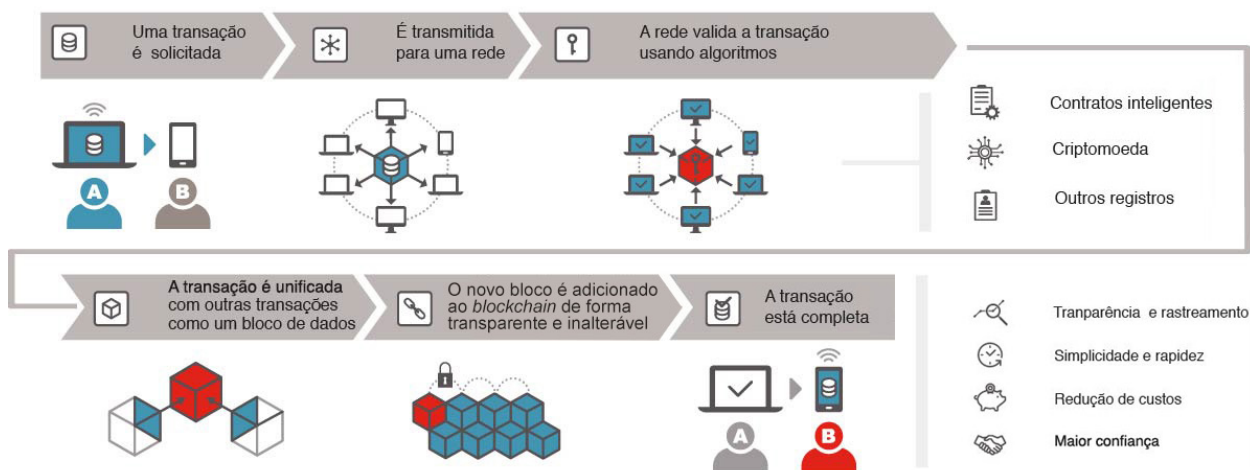 Uma transação
é solicitada
É transmitida
para uma rede
A rede valida a transação
usando algoritmos
A
B
Contratos inteligentes
Criptomoeda
Outros registros
A transação é unificada
com outras transações
como um bloco de dados
O novo bloco é adicionado
ao blockchain de forma
transparente e inalterável
A transação
está completa
A
B
Tranparência e rastreamento
Simplicidade e rapidez
Redução de custos
Maior confiança